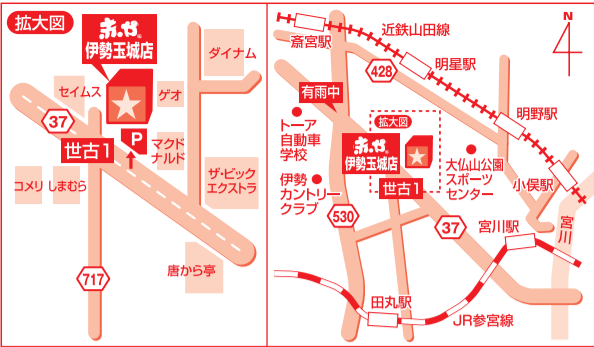 拡大図
赤から
伊勢玉城店
ダイナム
セイムス
ゲオ
37
P
世古1
マクド
ナルド
コメリ
しまむら
ザ・ビック
エクストラ
717
唐から亭
N
斎宮駅
近鉄山田線
428
明星駅
有雨中
明野駅
拡大図
トーア
自動車
学校
赤から
伊勢玉城店
大仏山公園
スポーツ
センター
小俣駅
伊勢
カントリー
クラブ
世古1
530
37
宮川駅
宮川
田丸駅
JR参宮線